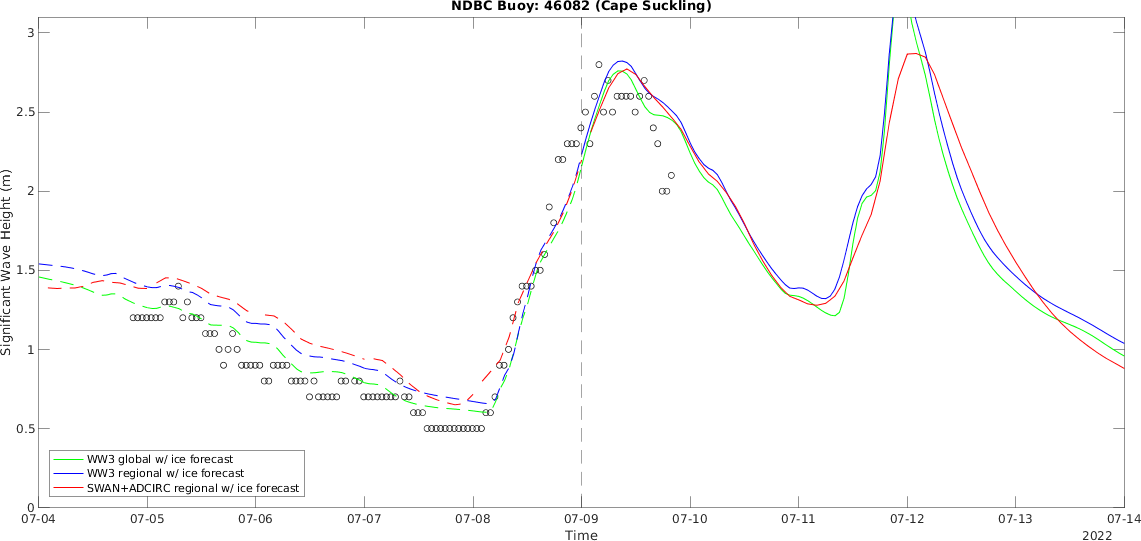 NDBC Buoy: 46082 (Cape Suckling)
Significant Wave Height (m)
3
2.5
2
1.5
1
0.5
0
WW3 global w/ ice forecast
WW3 regional w/ ice forecast
SWAN+ADCIRC regional w/ ice forecast
07-04 07-05 07-06 07-07 07-08 07-09 07-10 07-11 07-12 07-13 07-14
Time
2022